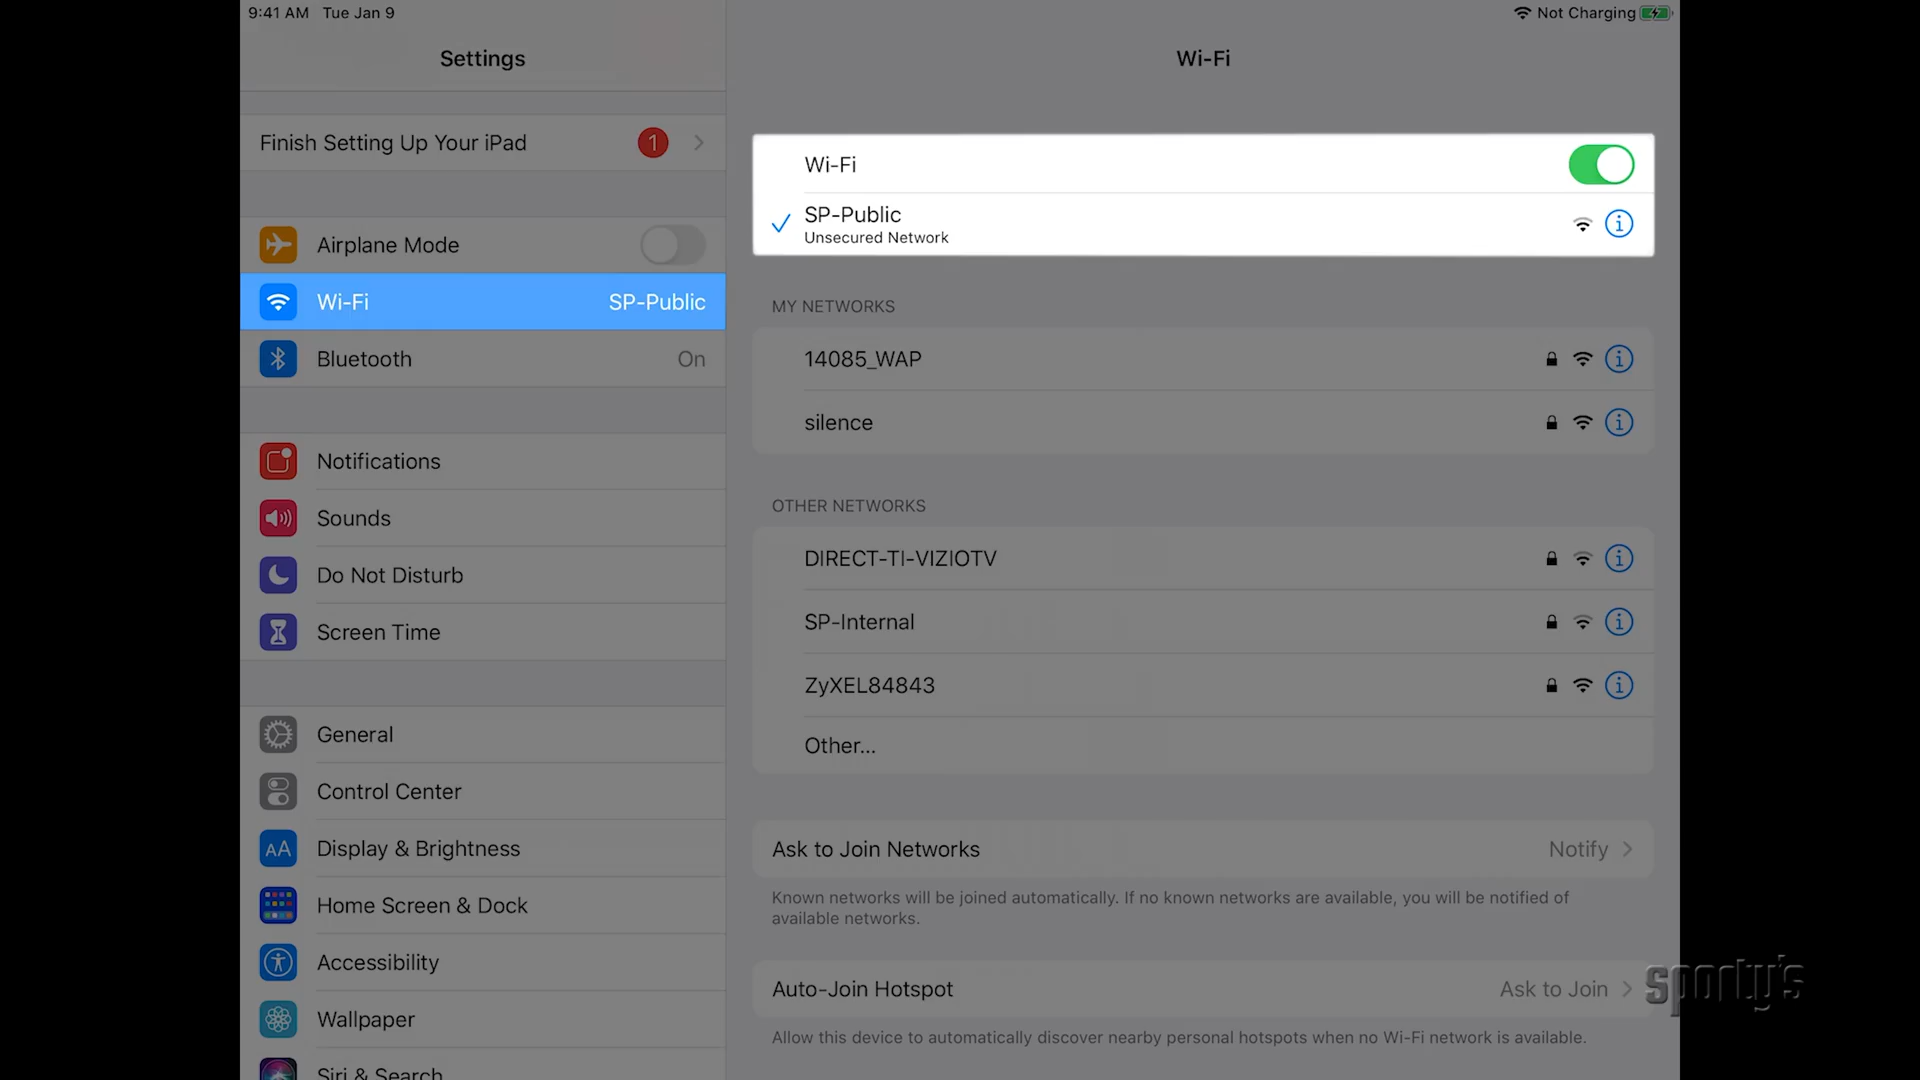 9:41 AM Tue Jan 9
Not Charging
Settings
Wi-Fi
Finish Setting Up Your iPad 1
Airplane Mode
Wi-Fi SP-Public
Bluetooth On
Notifications
Sounds
Do Not Disturb
Screen Time
General
Control Center
AA Display & Brightness
Home Screen & Dock
Accessibility
Wallpaper
Siri & Search
Wi-Fi
SP-Public
Unsecured Network
MY NETWORKS
14085_WAP
silence
OTHER NETWORKS
DIRECT-TI-VIZIOTV
SP-Internal
ZyXEL84843
Other...
Ask to Join Networks Notify
Known networks will be joined automatically. If no known networks are available, you will be notified of
available networks.
Auto-Join Hotspot Ask to Join
Allow this device to automatically discover nearby personal hotspots when no Wi-Fi network is available.
sporty's